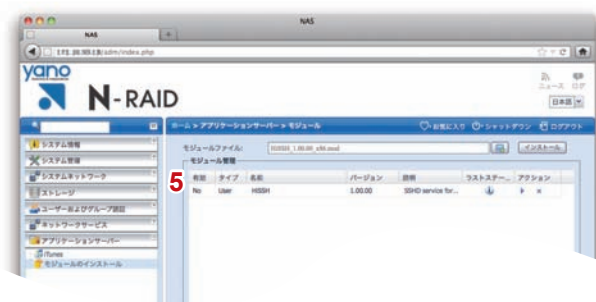 NAS
NAS
/adm/index.php
yano
N-RAID
ニュース ログ
日本語
ホーム > アプリケーションサーバー > モジュール
お気に入り シャットダウン ログアウト
システム情報
システム管理
システムネットワーク
ストレージ
ユーザーおよびグループ認証
ネットワークサービス
アプリケーションサーバー
iTunes
モジュールのインストール
モジュールファイル: HiSSH_1.00.00_x86.mod インストール
モジュール管理
5
有効 タイプ 名前 バージョン 説明 ラストステー... アクション
No User HiSSH 1.00.00 SSHD service for...